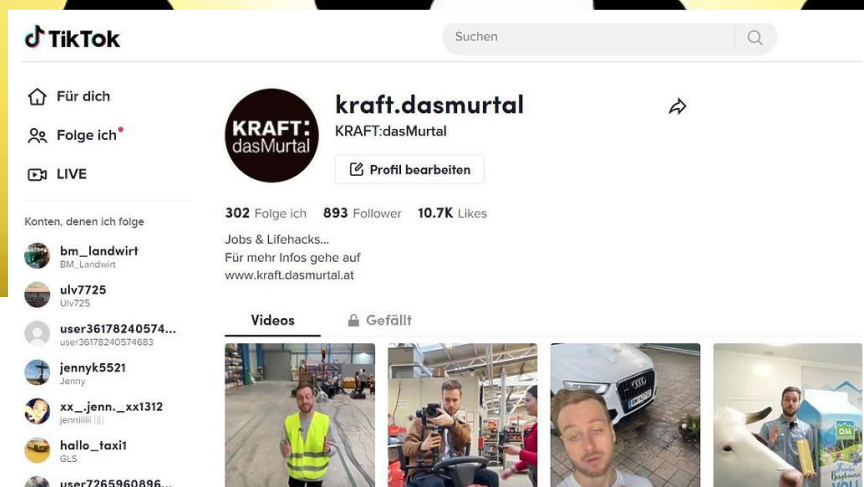 TikTok
Suchen
Für dich
Folge ich
LIVE
Konten, denen ich folge
bm_landwirt
BM_Landwirt
ulv7725
Ulv725
user36178240574...
user36178240574683
jennyk5521
Jenny
xx_.jenn._xx1312
hallo_taxi1
GLS
user7265960896...
KRAFT:
dasMurtal
kraft.dasmurtal
KRAFT:dasMurtal
Profil bearbeiten
302 Folge ich 893 Follower 10.7K Likes
Jobs & Lifehacks...
Für mehr Infos gehe auf
www.kraft.dasmurtal.at
Videos Gefällt
OM